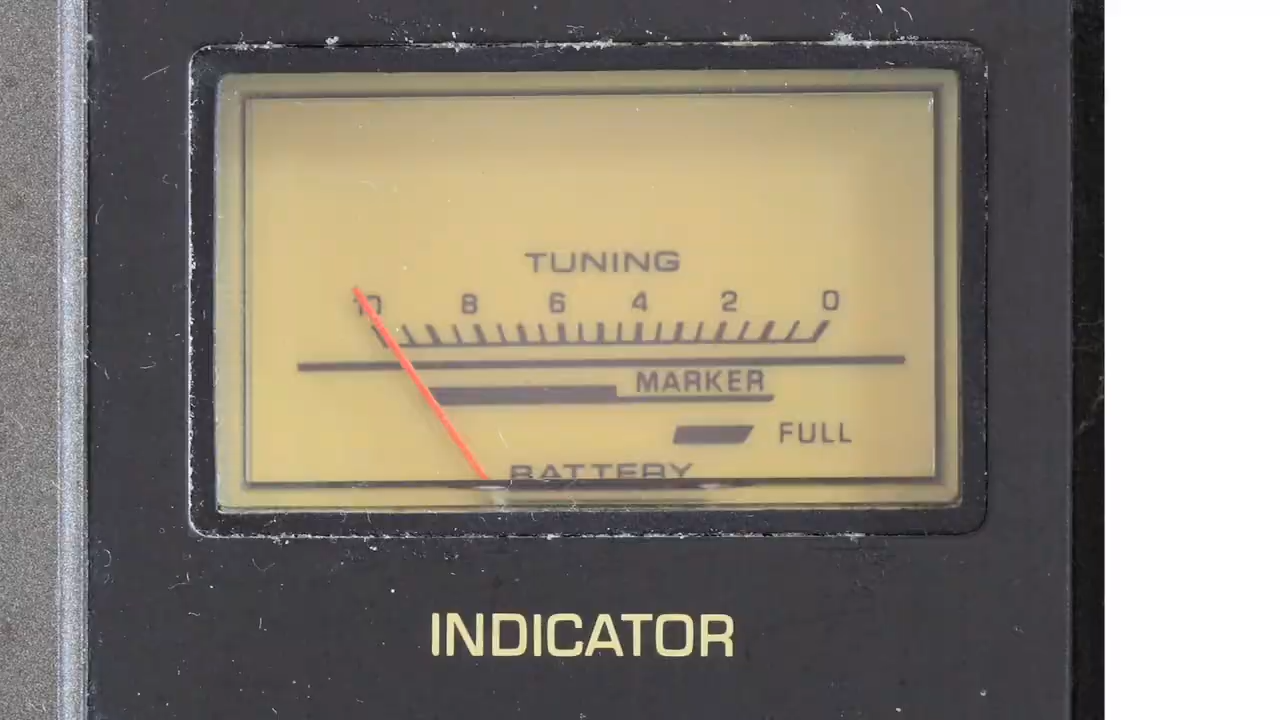 TUNING
10 8 6 4 2 0
MARKER
FULL
BATTERY
INDICATOR